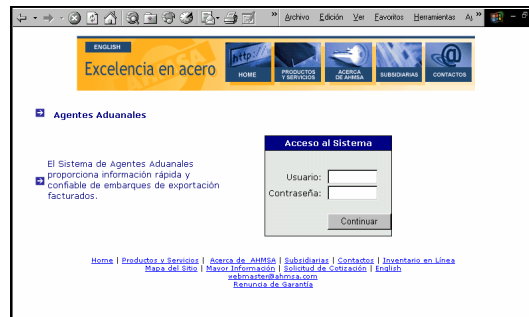 Archivo Edición Ver Favoritos Herramientas
ENGLISH
Excelencia en acero
http://
HOME
PRODUCTOS Y SERVICIOS
ACERCA DE AHMSA
SUBSIDIARIAS
CONTACTOS
Agentes Aduanales
Acceso al Sistema
El Sistema de Agentes Aduanales
proporciona información rápida y
confiable de embarques de exportación
facturados.
Usuario:
Contraseña:
Continuar
Home | Productos y Servicios | Acerca de AHMSA | Subsidiarias | Contactos | Inventario en Línea
Mapa del Sitio | Mayor Información | Solicitud de Cotización | English
webmaster@ahmsa.com
Renuncia de Garantía